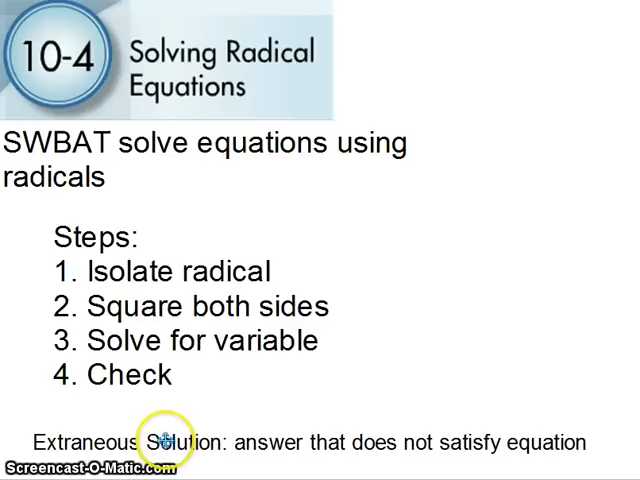 10-4
Solving Radical
Equations
SWBAT solve equations using
radicals
Steps:
1. Isolate radical
2. Square both sides
3. Solve for variable
4. Check
Extraneous Solution: answer that does not satisfy equation
Screencast-O-Matic.com